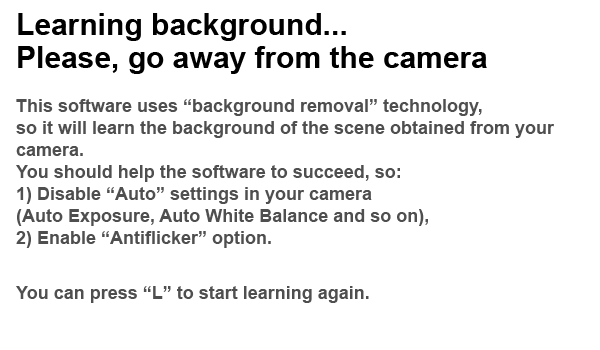 Learning background...
Please, go away from the camera
This software uses “background removal” technology,
so it will learn the background of the scene obtained from your
camera.
You should help the software to succeed, so:
1) Disable “Auto” settings in your camera
(Auto Exposure, Auto White Balance and so on),
2) Enable “Antiflicker” option.
You can press “L” to start learning again.